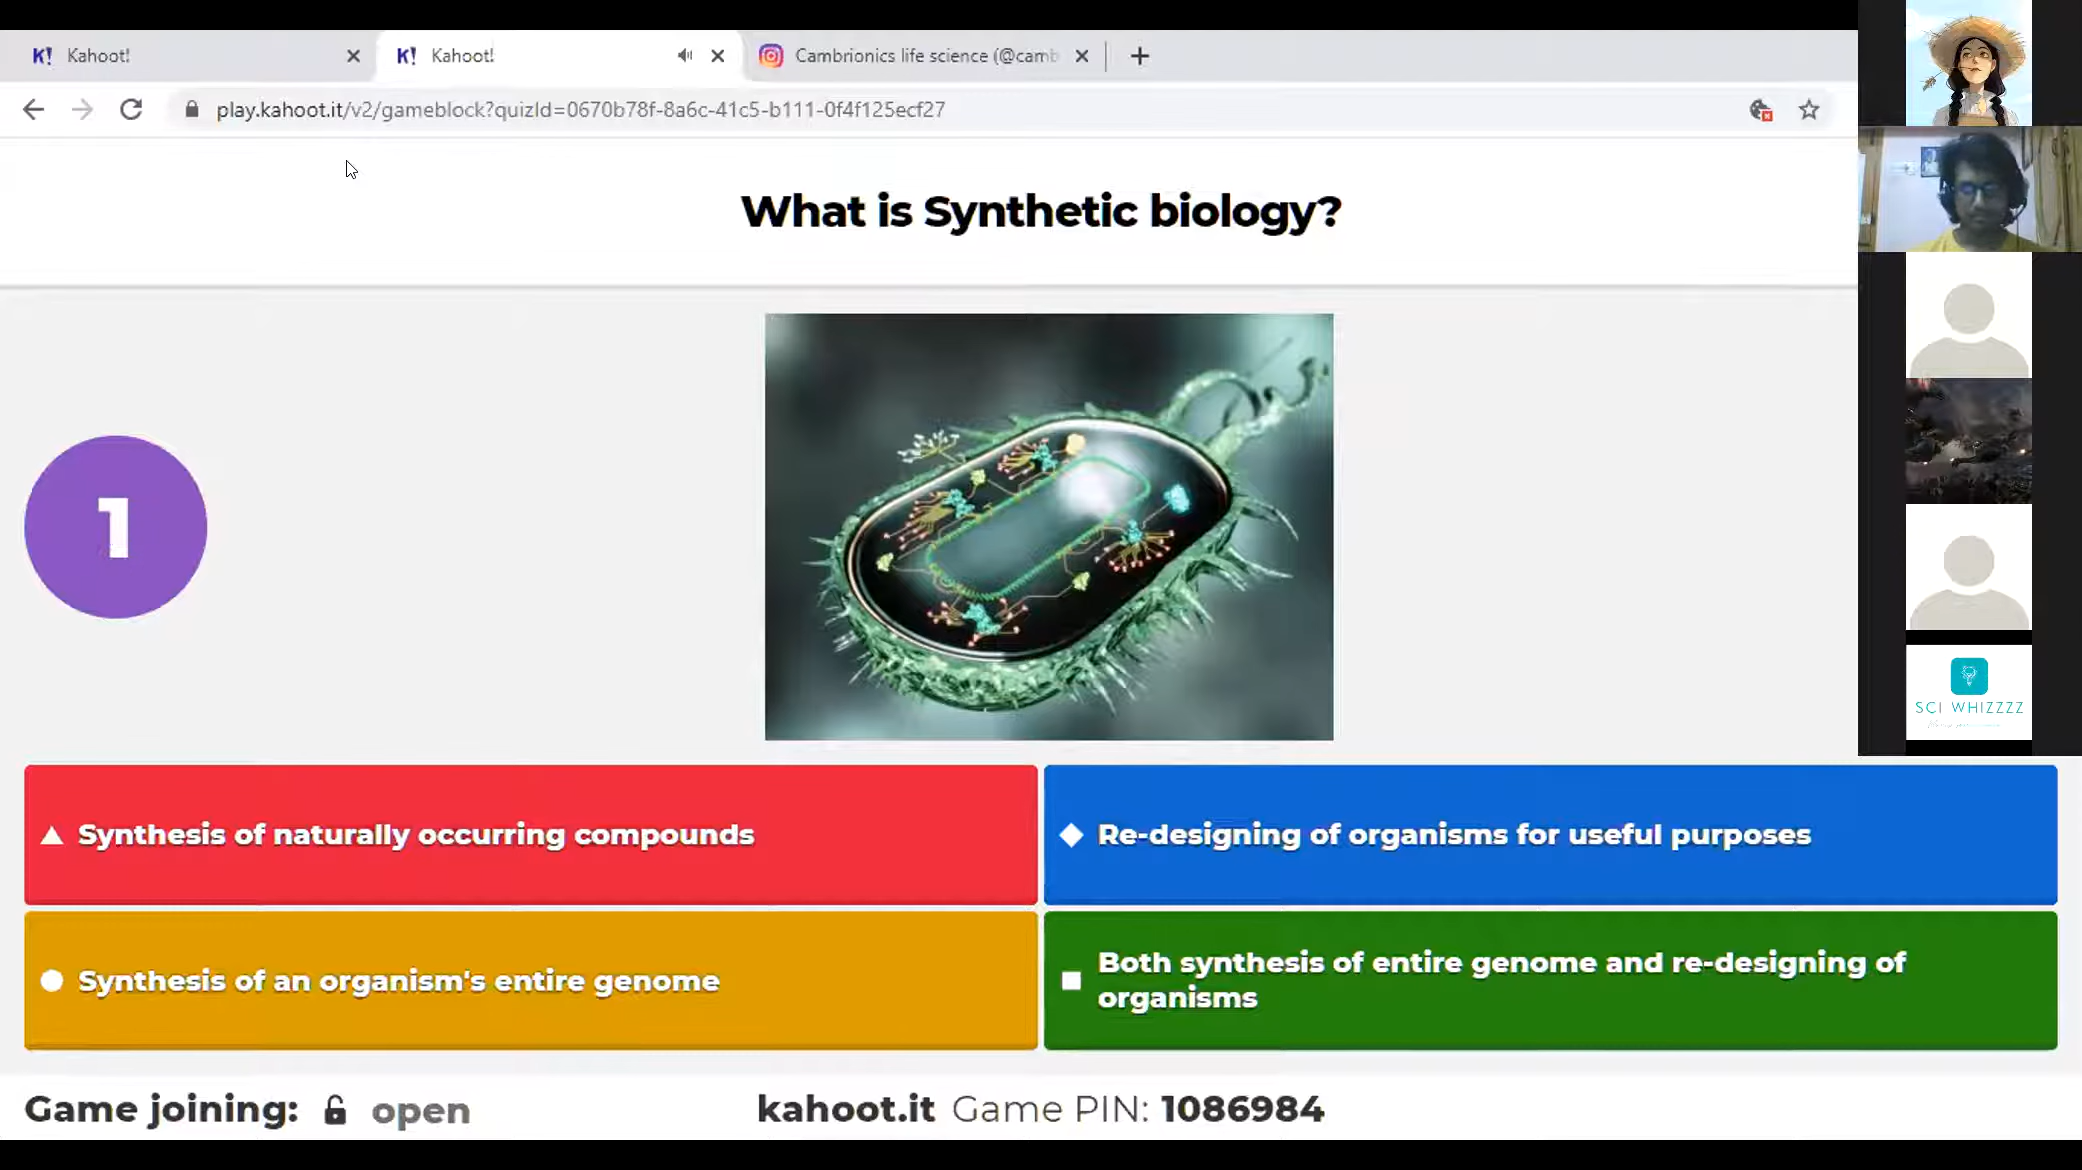 K! Kahoot!
K! Kahoot!
Cambrionics life science (@camb
play.kahoot.it/v2/gameblock?quizId=0670b78f-8a6c-41c5-b111-0f4f125ecf27
What is Synthetic biology?
1
SCI WHIZZZZ
Synthesis of naturally occurring compounds
Re-designing of organisms for useful purposes
Synthesis of an organism's entire genome
Both synthesis of entire genome and re-designing of
organisms
Game joining: open
kahoot.it Game PIN: 1086984